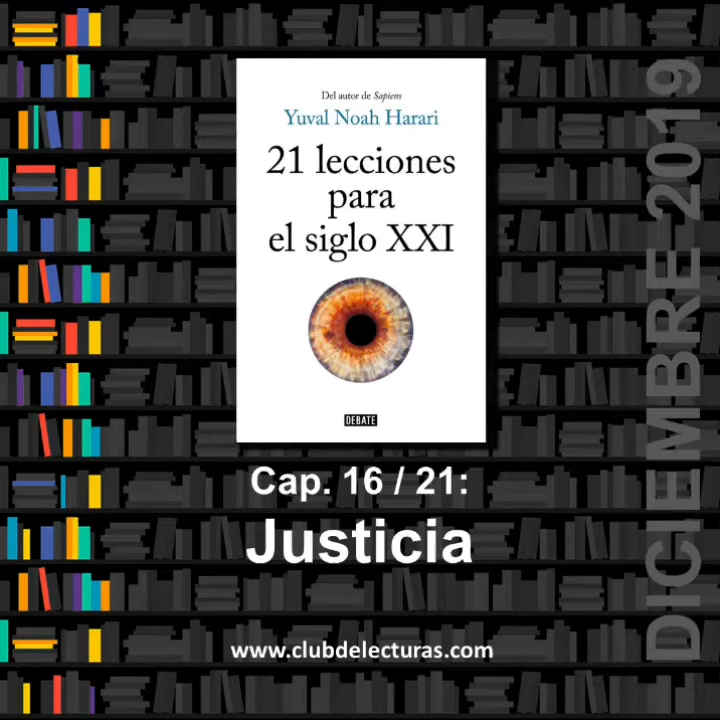 Del autor de Sapiens
Yuval Noah Harari
21 lecciones
para
el siglo XXI
DEBATE
Cap. 16 / 21:
Justicia
www.clubdelecturas.com
DICIEMBRE 2019